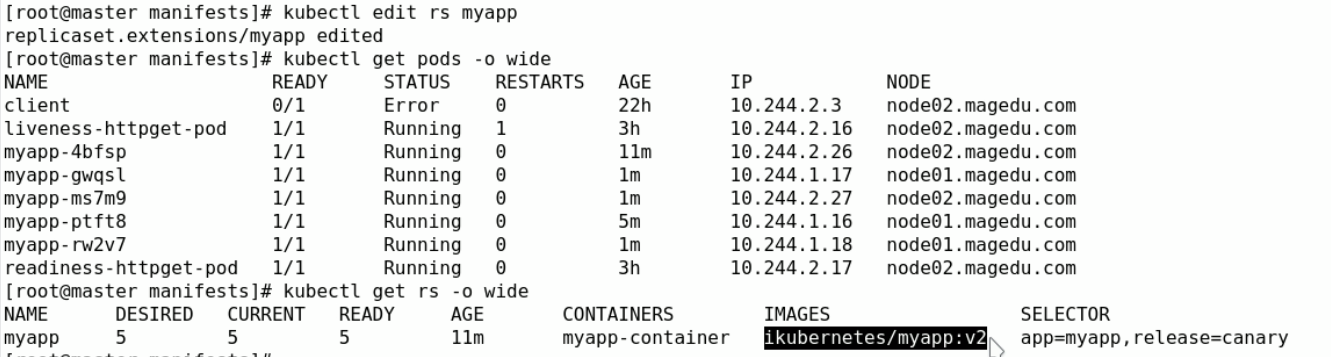 [root@master manifests]# kubectl edit rs myapp
replicaset.extensions/myapp edited
[root@master manifests]# kubectl get pods -o wide
NAME READY STATUS RESTARTS AGE IP NODE
client 0/1 Error 0 22h 10.244.2.3 node02.magedu.com
liveness-httpget-pod 1/1 Running 1 3h 10.244.2.16 node02.magedu.com
myapp-4bfsp 1/1 Running 0 11m 10.244.2.26 node02.magedu.com
myapp-gwqsl 1/1 Running 0 1m 10.244.1.17 node01.magedu.com
myapp-ms7m9 1/1 Running 0 1m 10.244.2.27 node02.magedu.com
myapp-ptft8 1/1 Running 0 5m 10.244.1.16 node01.magedu.com
myapp-rw2v7 1/1 Running 0 1m 10.244.1.18 node01.magedu.com
readiness-httpget-pod 1/1 Running 0 3h 10.244.2.17 node02.magedu.com
[root@master manifests]# kubectl get rs -o wide
NAME DESIRED CURRENT READY AGE CONTAINERS IMAGES SELECTOR
myapp 5 5 5 11m myapp-container ikubernetes/myapp:v2 app=myapp,release=canary